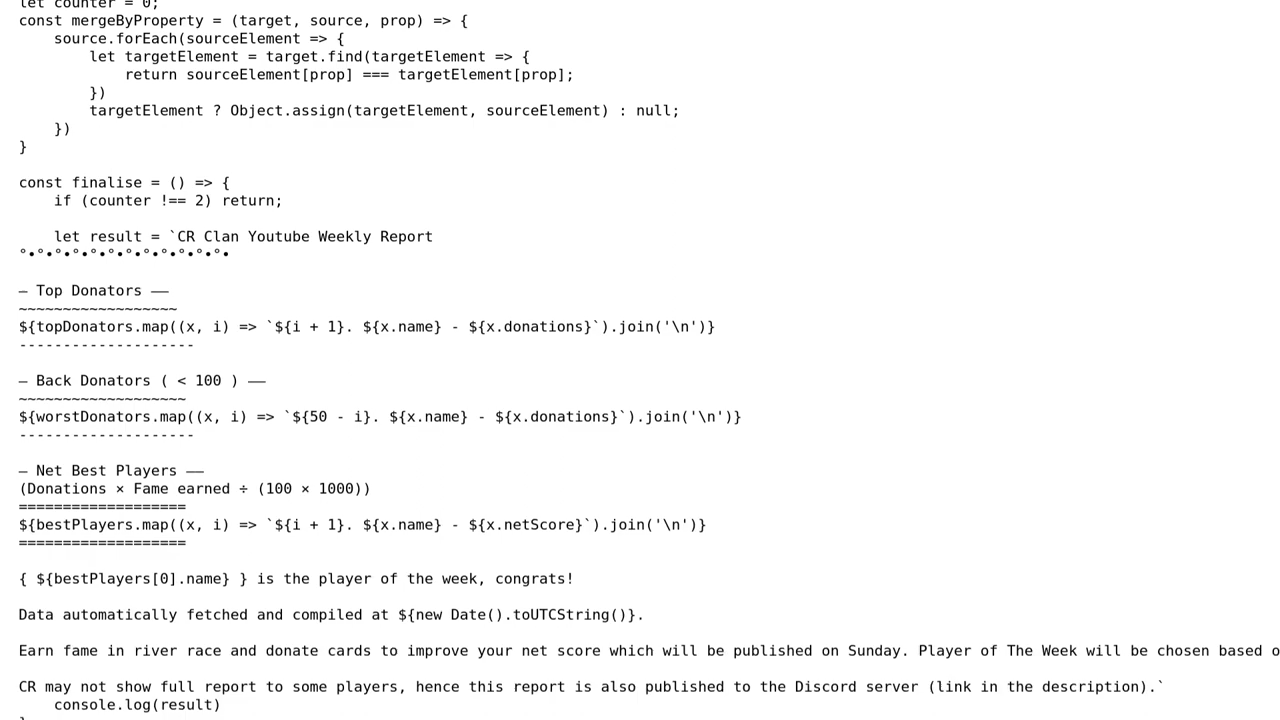 let counter = 0;
const mergeByProperty = (target, source, prop) => {
    source.forEach(sourceElement => {
        let targetElement = target.find(targetElement => {
            return sourceElement[prop] === targetElement[prop];
        })
        targetElement ? Object.assign(targetElement, sourceElement) : null;
    })
}

const finalise = () => {
    if (counter !== 2) return;

    let result = `CR Clan Youtube Weekly Report
°•°•°•°•°•°•°•°•°•°•°•°•

— Top Donators ——
~~~~~~~~~~~~~~~~~~
${topDonators.map((x, i) => `${i + 1}. ${x.name} - ${x.donations}`).join('\n')}
--------------------

— Back Donators ( < 100 ) ——
~~~~~~~~~~~~~~~~~~~
${worstDonators.map((x, i) => `${50 - i}. ${x.name} - ${x.donations}`).join('\n')}
--------------------

— Net Best Players ——
(Donations × Fame earned ÷ (100 × 1000))
===================
${bestPlayers.map((x, i) => `${i + 1}. ${x.name} - ${x.netScore}`).join('\n')}
===================

{ ${bestPlayers[0].name} } is the player of the week, congrats!

Data automatically fetched and compiled at ${new Date().toUTCString()}.

Earn fame in river race and donate cards to improve your net score which will be published on Sunday. Player of The Week will be chosen based o

CR may not show full report to some players, hence this report is also published to the Discord server (link in the description).`
    console.log(result)
}